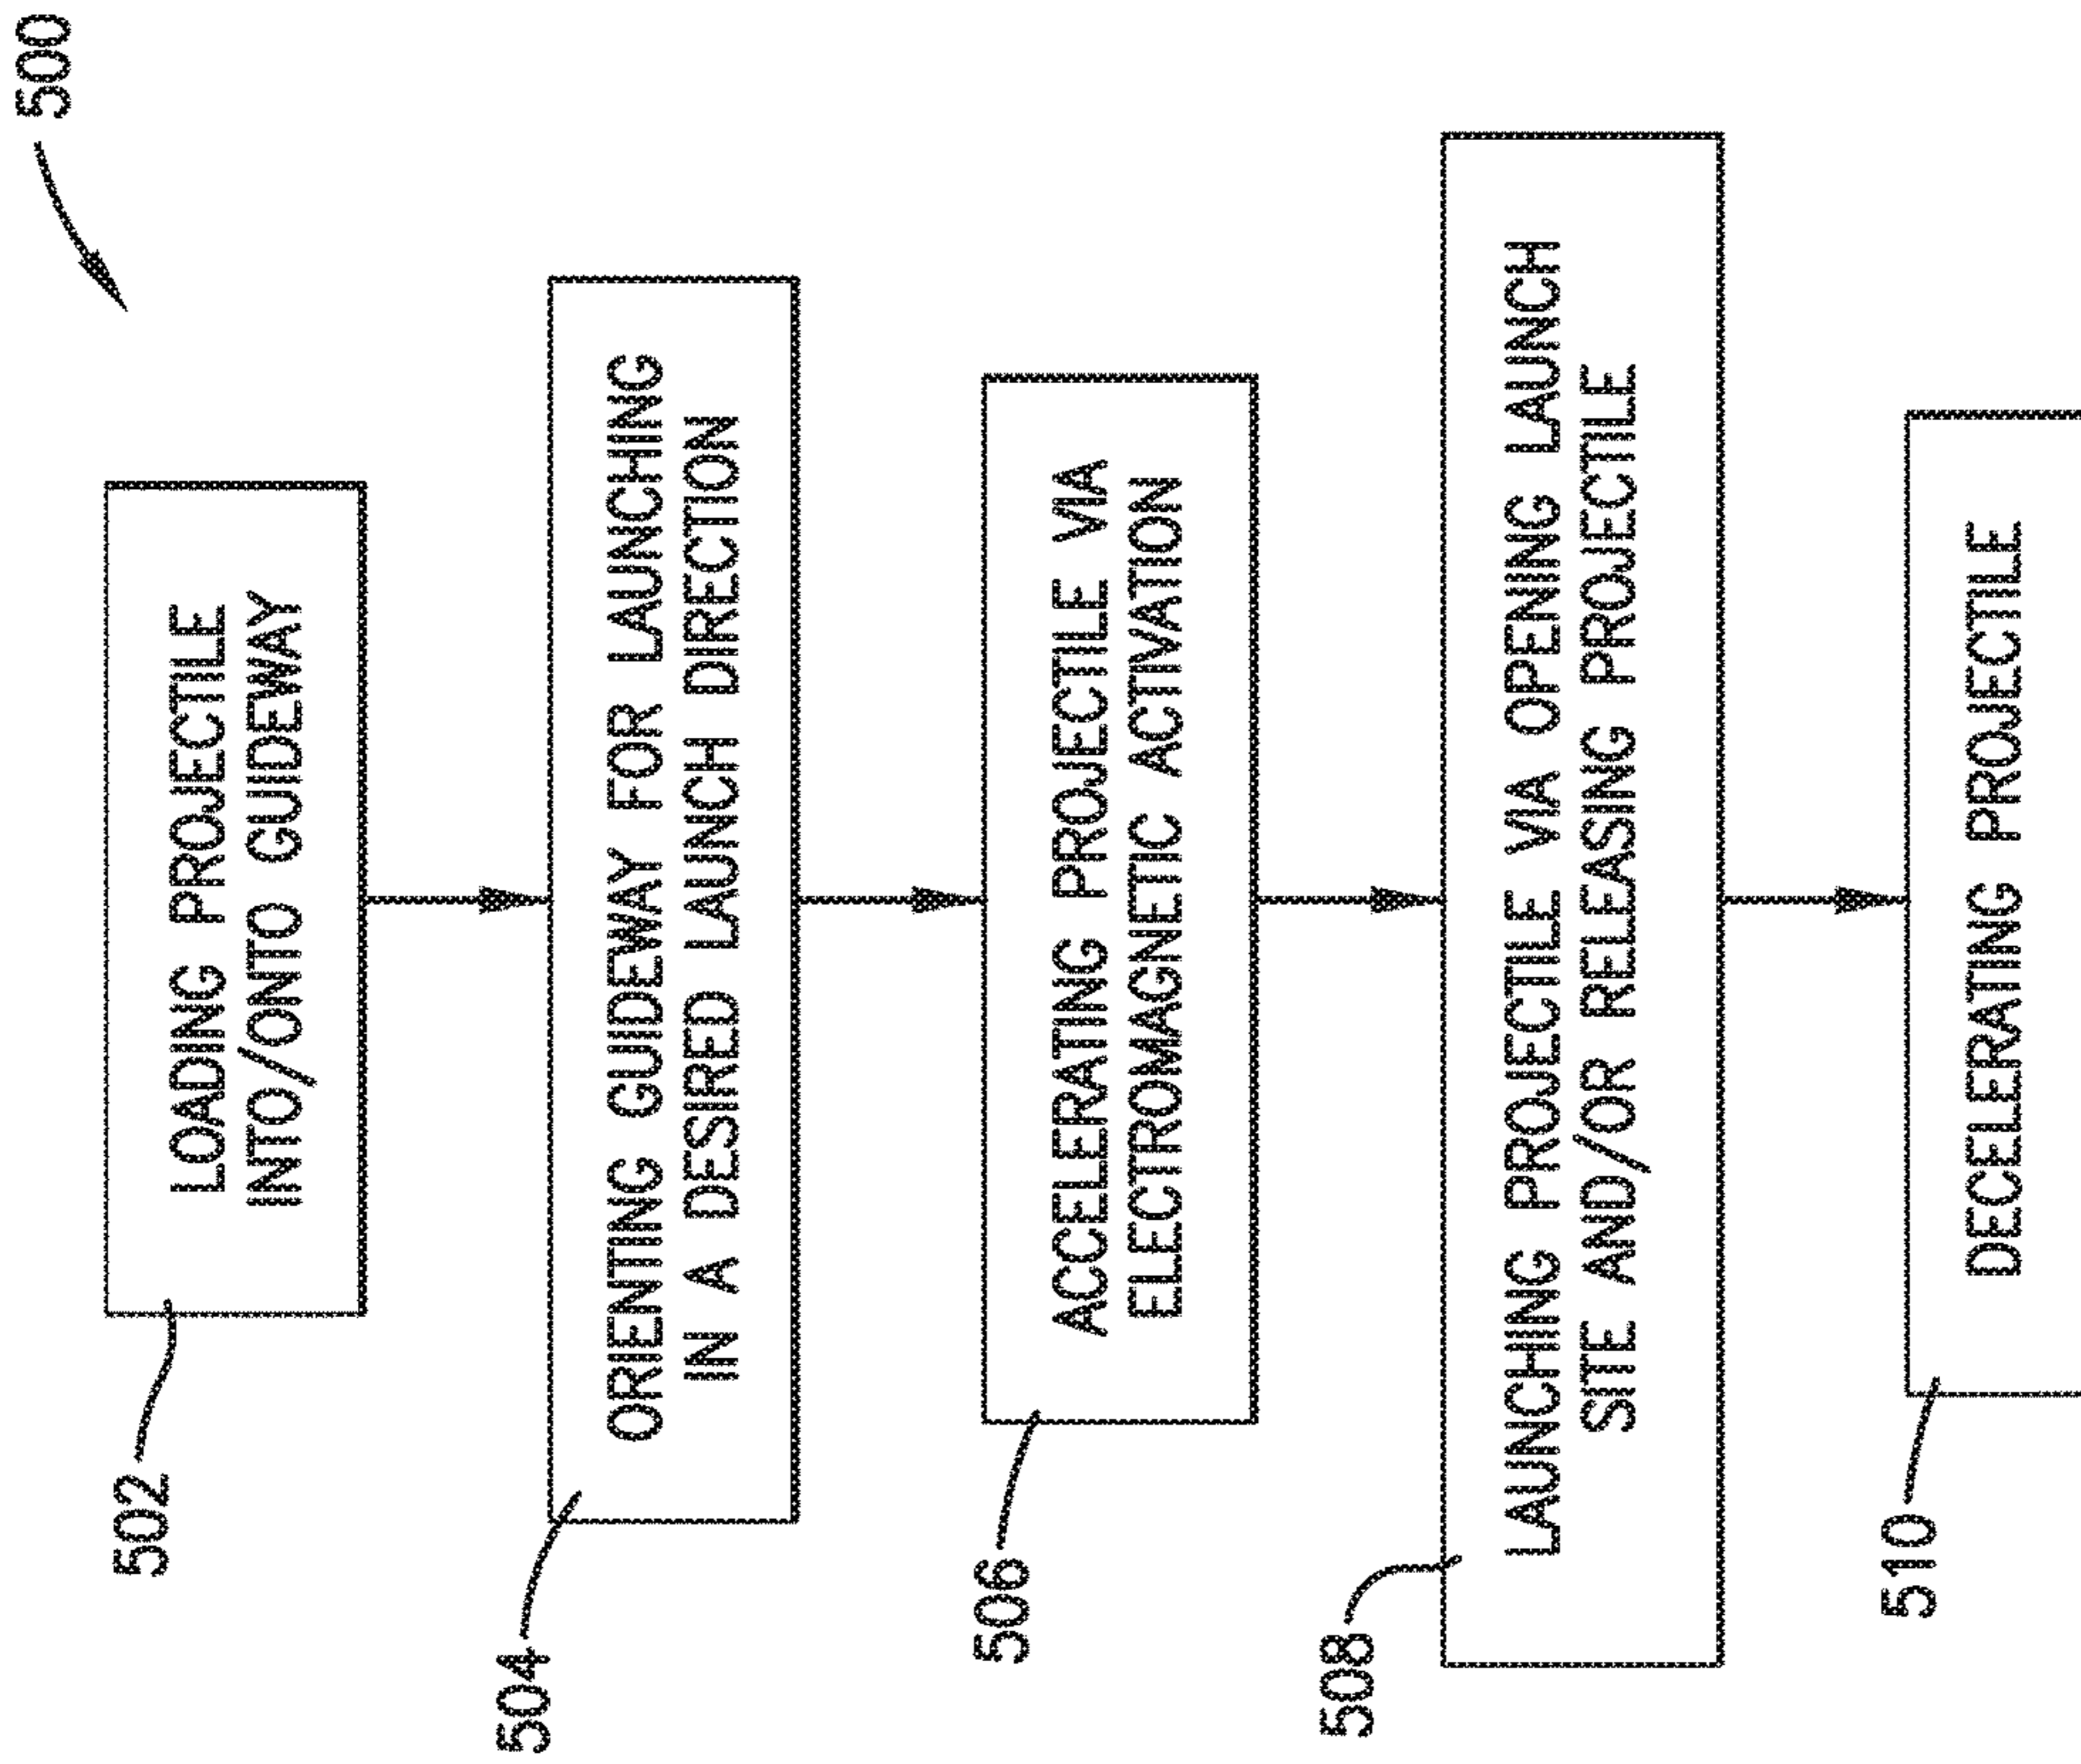 500
502
LOADING PROJECTILE
INTO/ONTO GUIDEWAY
504
ORIENTING GUIDEWAY FOR LAUNCHING
IN A DESIRED LAUNCH DIRECTION
506
ACCELERATING PROJECTILE VIA
ELECTROMAGNETIC ACTIVATION
508
LAUNCHING PROJECTILE VIA OPENING LAUNCH
SITE AND/OR RELEASING PROJECTILE
510
DECELERATING PROJECTILE